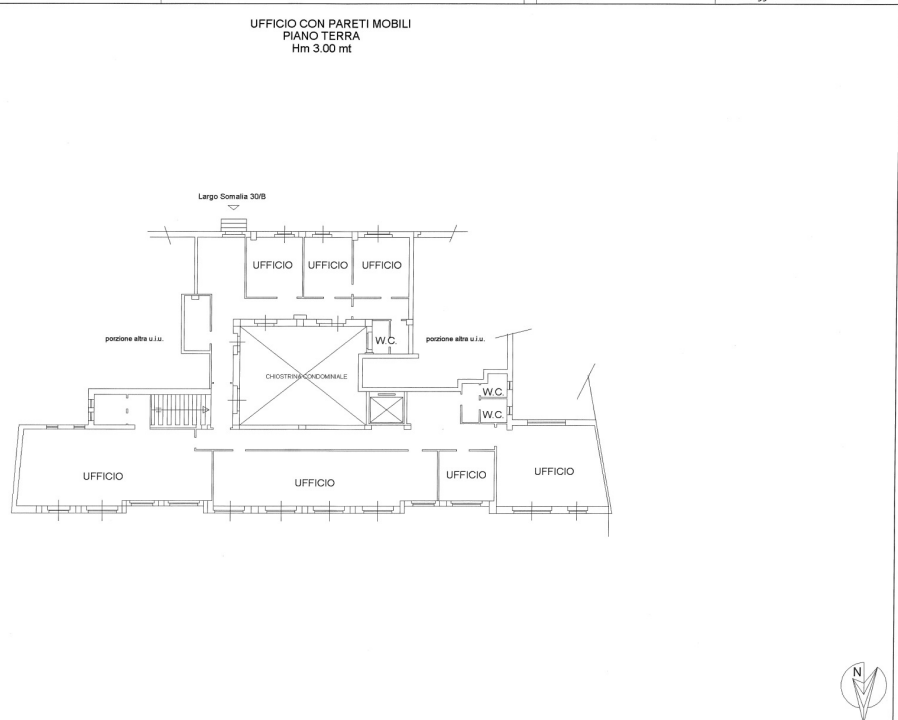 UFFICIO CON PARETI MOBILI
PIANO TERRA
Hm 3.00 mt
Largo Somalia 30/B
UFFICIO
UFFICIO
UFFICIO
porzione altra u.i.u.
W.C.
porzione altra u.i.u.
CHIOSTRINA CONDOMINIALE
W.C.
W.C.
UFFICIO
UFFICIO
UFFICIO
UFFICIO
N